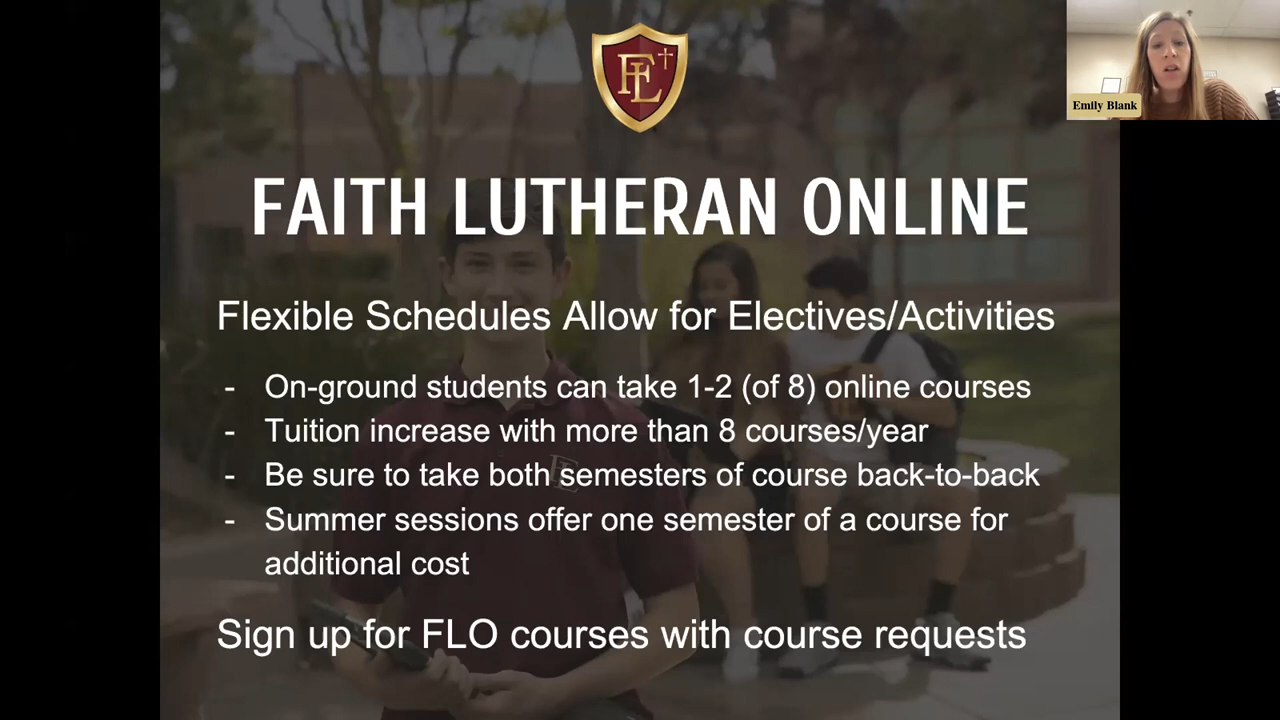 FL
Emily Blank
FAITH LUTHERAN ONLINE
Flexible Schedules Allow for Electives/Activities
- On-ground students can take 1-2 (of 8) online courses
- Tuition increase with more than 8 courses/year
- Be sure to take both semesters of course back-to-back
- Summer sessions offer one semester of a course for
additional cost
Sign up for FLO courses with course requests